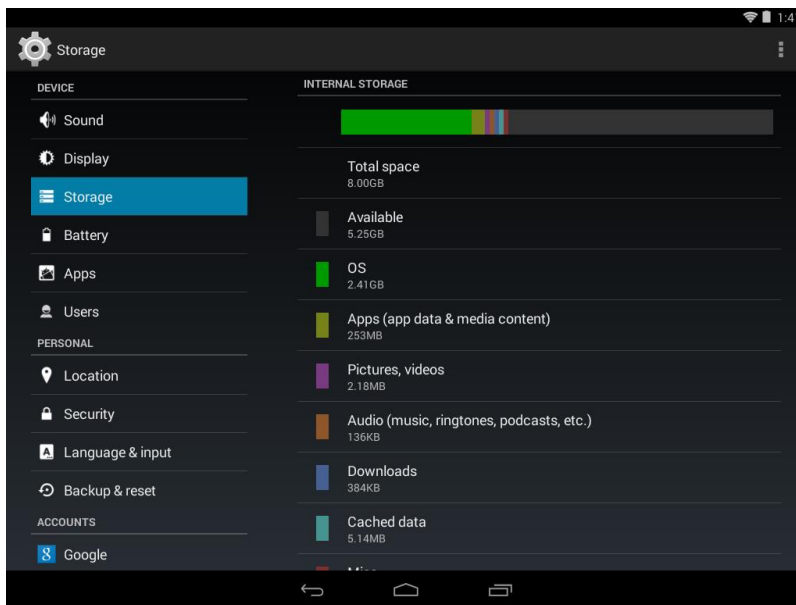 1:4
Storage
DEVICE
Sound
Display
Storage
Battery
Apps
Users
PERSONAL
Location
Security
Language & input
Backup & reset
ACCOUNTS
Google
INTERNAL STORAGE
Total space
8.00GB
Available
5.25GB
OS
2.41GB
Apps (app data & media content)
253MB
Pictures, videos
2.18MB
Audio (music, ringtones, podcasts, etc.)
136KB
Downloads
384KB
Cached data
5.14MB